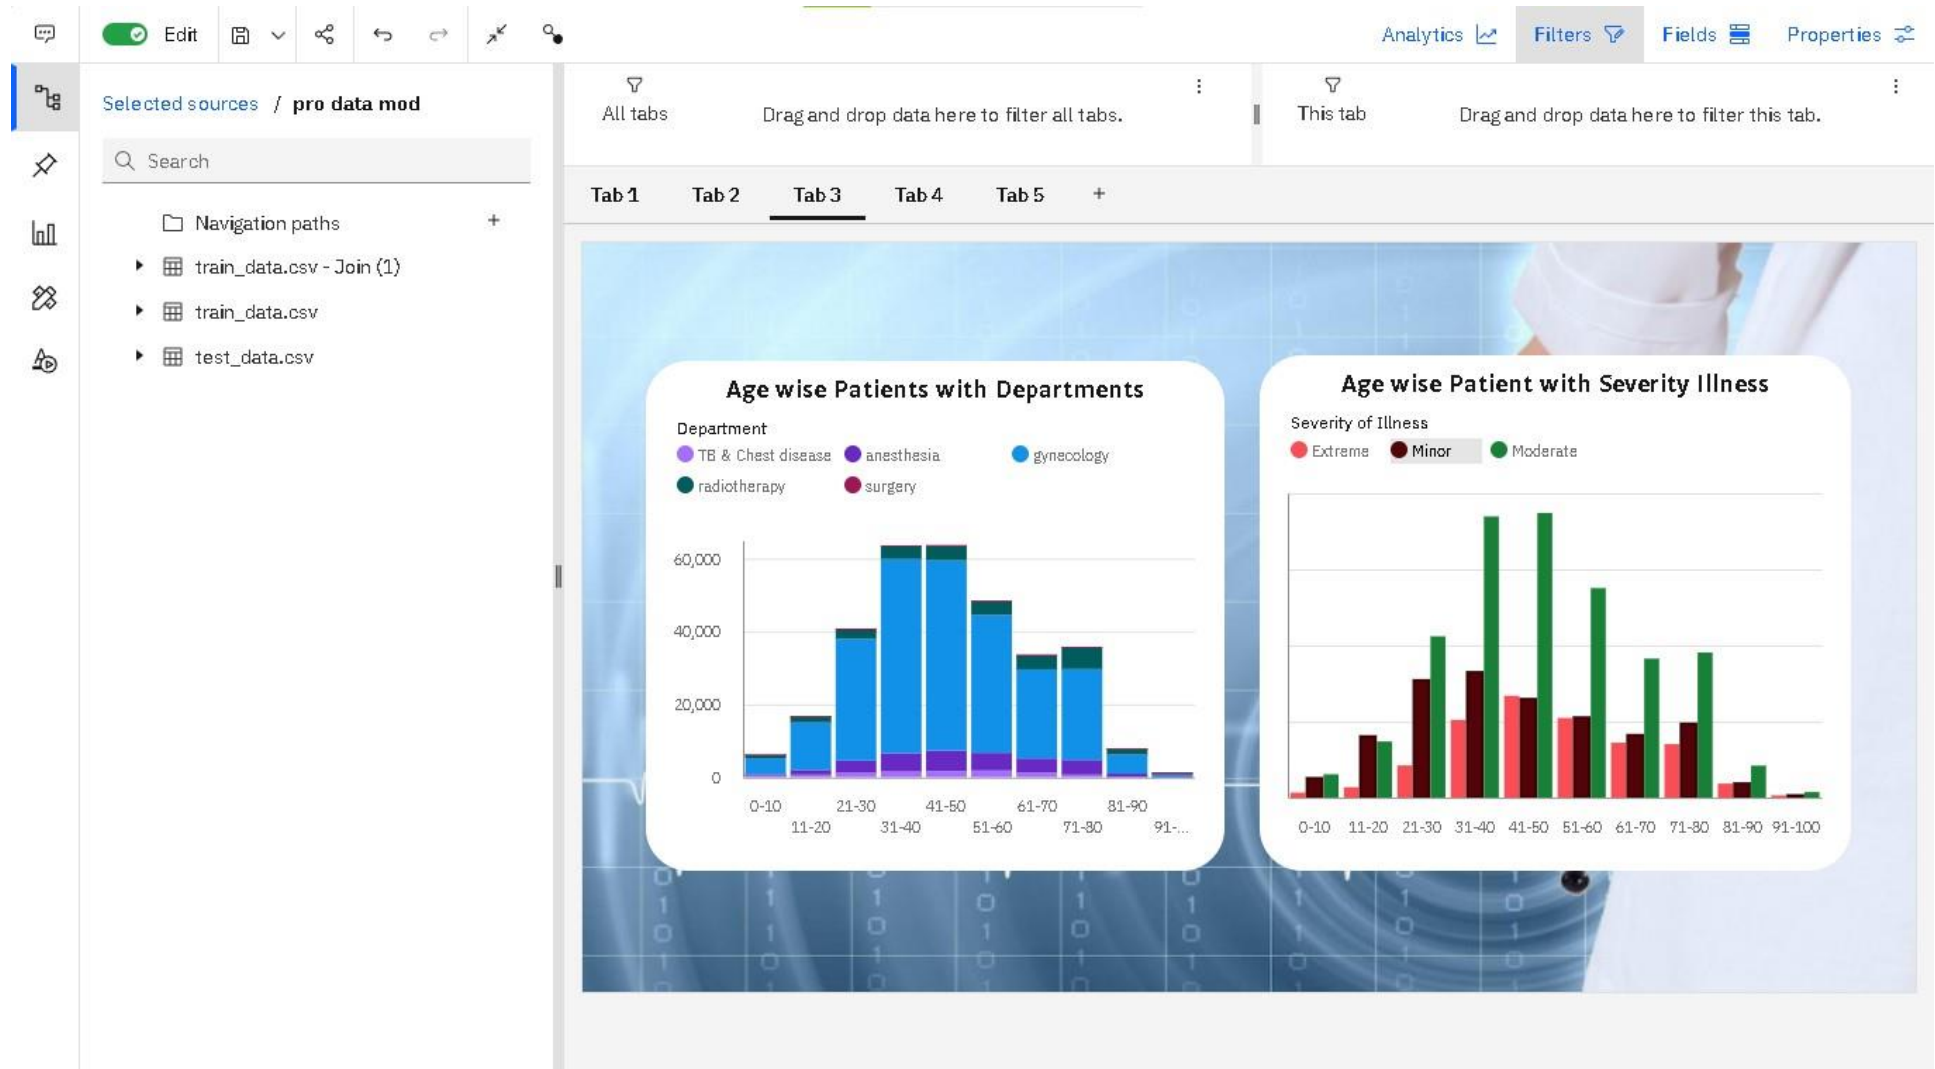 Edit
Analytics
Filters
Fields
Properties
Selected sources / pro data mod
Search
Navigation paths
train_data.csv - Join (1)
train_data.csv
test_data.csv
All tabs
Drag and drop data here to filter all tabs.
This tab
Drag and drop data here to filter this tab.
Tab 1 Tab 2 Tab 3 Tab 4 Tab 5 +
Age wise Patients with Departments
Department
TB & Chest disease anesthesia gynecology
radiotherapy surgery
60,000
40,000
20,000
0
0-10 21-30 41-50 61-70 81-90
11-20 31-40 51-60 71-80 91-...
Age wise Patient with Severity Illness
Severity of Illness
Extreme Minor Moderate
0-10 11-20 21-30 31-40 41-50 51-60 61-70 71-80 81-90 91-100